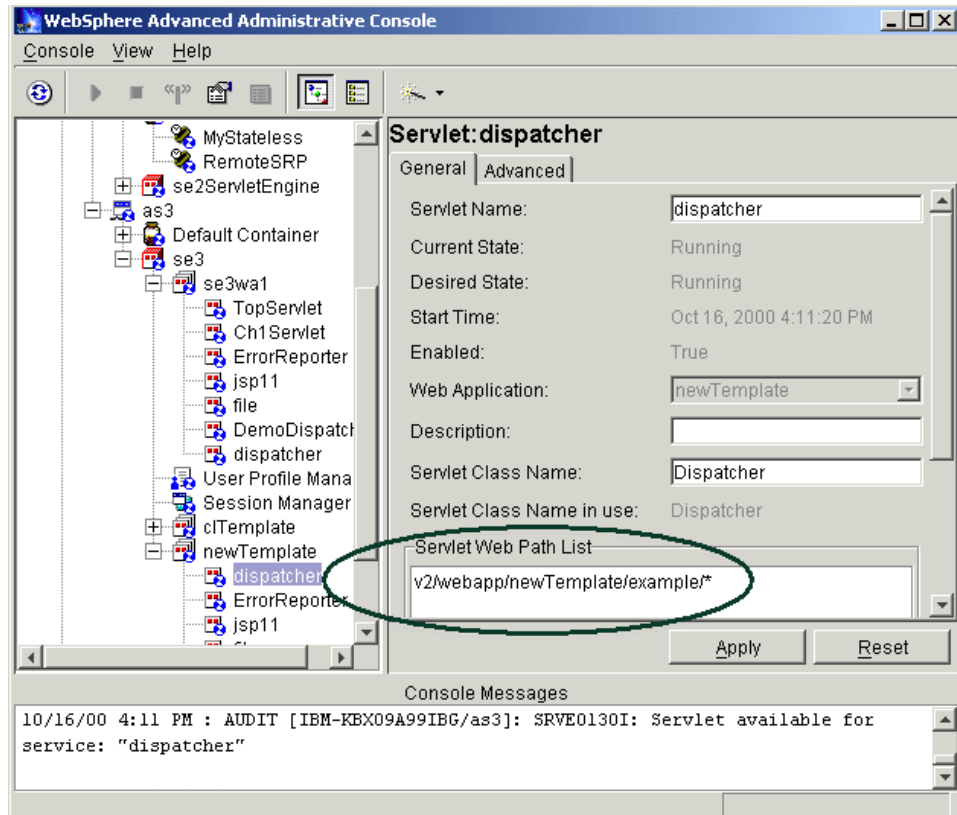 WebSphere Advanced Administrative Console
Console View Help
MyStateless
RemoteSRP
se2ServletEngine
as3
Default Container
se3
se3wa1
TopServlet
Ch1Servlet
ErrorReporter
jsp11
file
DemoDispatch
dispatcher
User Profile Mana
Session Manager
clTemplate
newTemplate
dispatcher
ErrorReporter
jsp11
Servlet:dispatcher
General Advanced
Servlet Name: dispatcher
Current State: Running
Desired State: Running
Start Time: Oct 16, 2000 4:11:20 PM
Enabled: True
Web Application: newTemplate
Description:
Servlet Class Name: Dispatcher
Servlet Class Name in use: Dispatcher
Servlet Web Path List
v2/webapp/newTemplate/example/*
Apply Reset
Console Messages
10/16/00 4:11 PM : AUDIT [IBM-KBX09A99IBG/as3]: SRVE0130I: Servlet available for
service: "dispatcher"